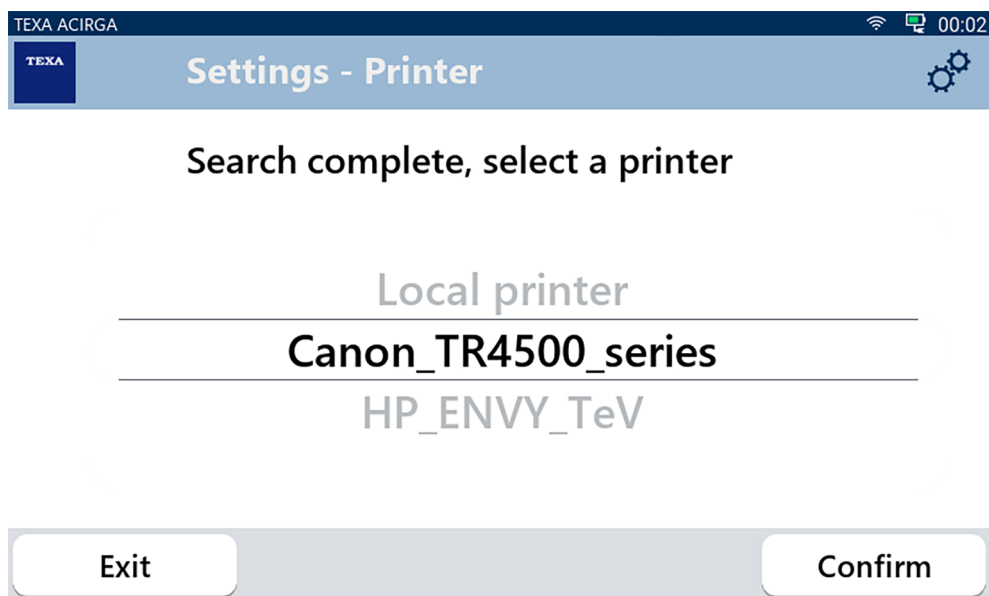 TEXA ACIRGA 00:02
TEXA Settings - Printer
Search complete, select a printer
Local printer
Canon_TR4500_series
HP_ENVY_TeV
Exit Confirm